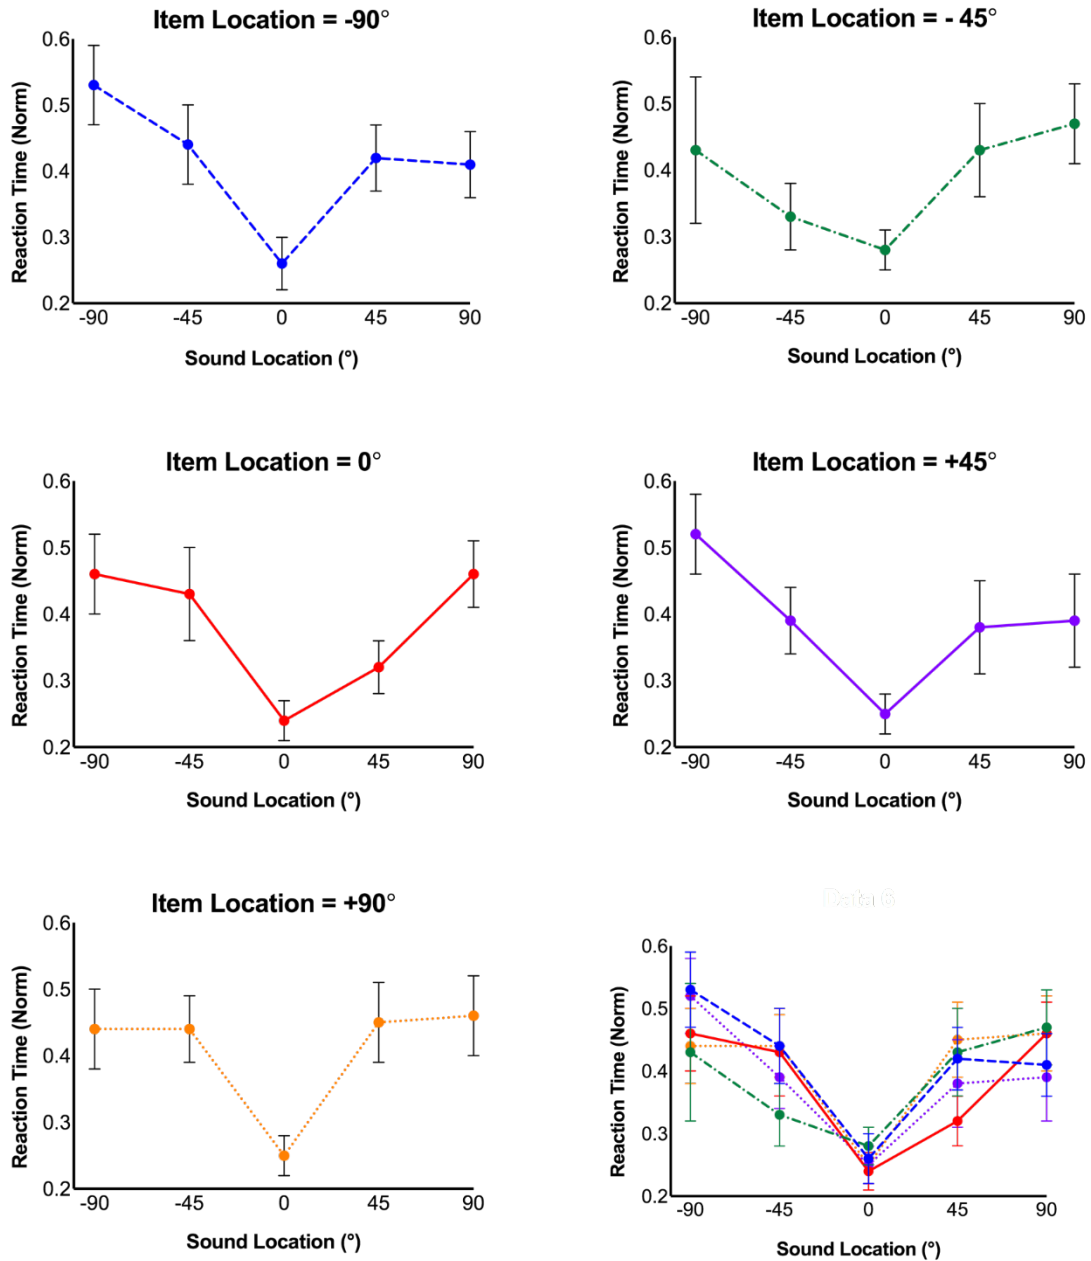 Item Location = -90°
0.6
0.5
0.4
0.3
0.2
Reaction Time (Norm)
-90 -45 0 45 90
Sound Location (°)
Item Location = - 45°
0.6
0.5
0.4
0.3
0.2
Reaction Time (Norm)
-90 -45 0 45 90
Sound Location (°)
Item Location = 0°
0.6
0.5
0.4
0.3
0.2
Reaction Time (Norm)
-90 -45 0 45 90
Sound Location (°)
Item Location = +45°
0.6
0.5
0.4
0.3
0.2
Reaction Time (Norm)
-90 -45 0 45 90
Sound Location (°)
Item Location = +90°
0.6
0.5
0.4
0.3
0.2
Reaction Time (Norm)
-90 -45 0 45 90
Sound Location (°)
Data 6
0.6
0.5
0.4
0.3
0.2
Reaction Time (Norm)
-90 -45 0 45 90
Sound Location (°)